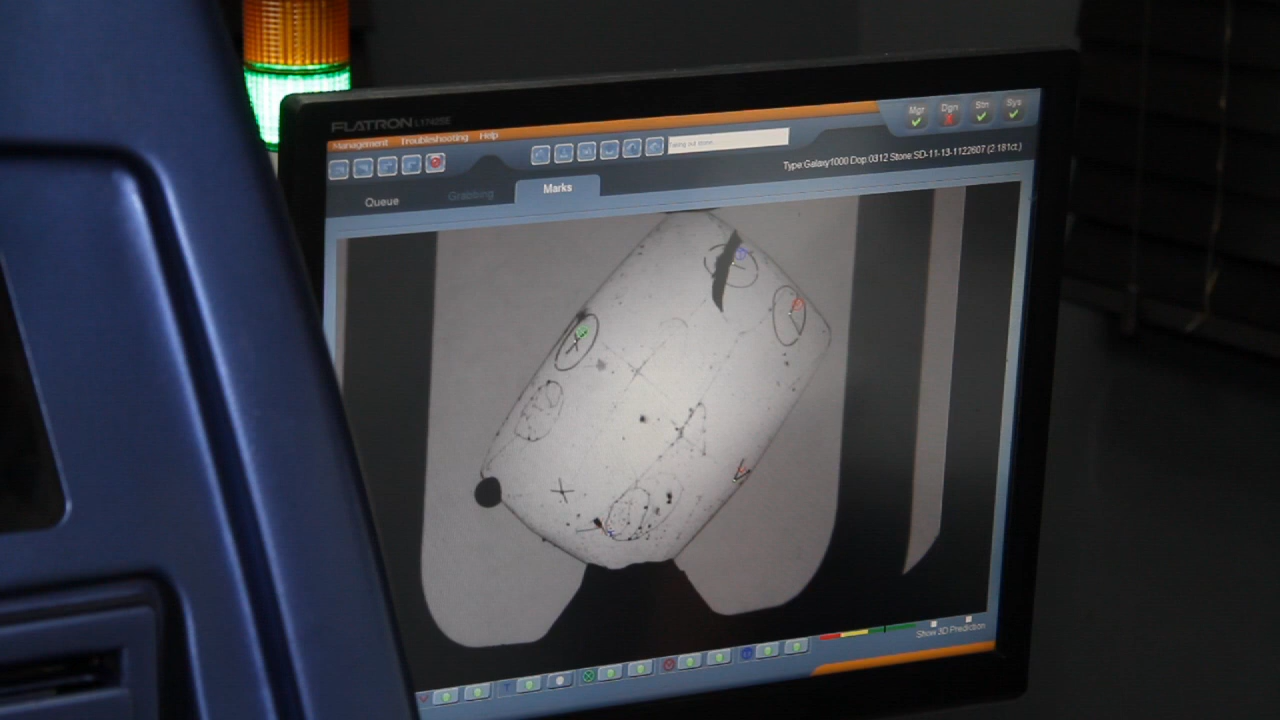 FLATRON L1742SE
Mgr Dgn Stn Sys
Management Troubleshooting Help
Type:Galaxy1000 Dop:0312 Stone:SD-11-13-1122607 (2.181ct.)
Queue Grabbing Marks
Show 3D Prediction